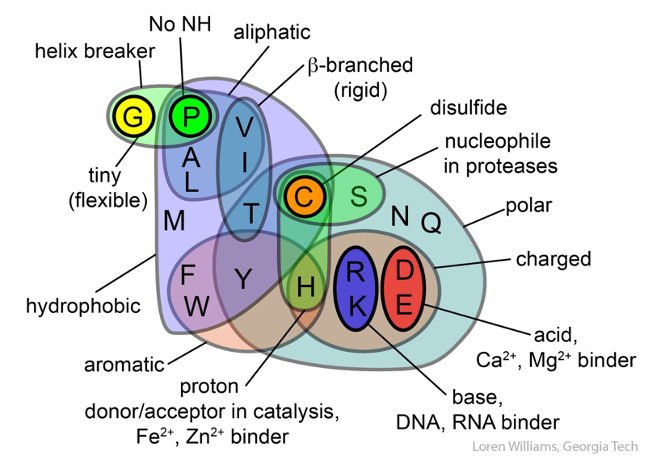 No NH
aliphatic
helix breaker
β-branched
(rigid)
disulfide
nucleophile
in proteases
G
P
V
A
I
L
tiny
(flexible)
C
S
T
N Q
polar
M
charged
F
Y
H
R
D
W
K
E
hydrophobic
aromatic
acid,
Ca²⁺, Mg²⁺ binder
proton
donor/acceptor in catalysis,
Fe²⁺, Zn²⁺ binder
base,
DNA, RNA binder
Loren Williams, Georgia Tech